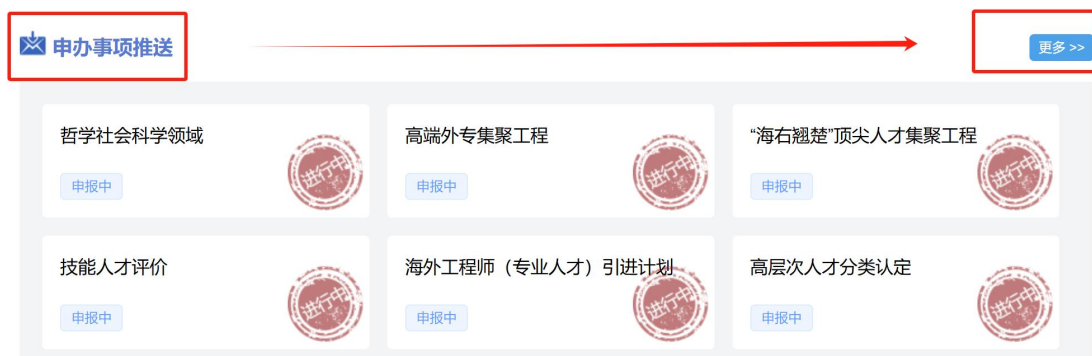 申办事项推送
更多 >>
哲学社会科学领域
高端外专集聚工程
“海右翘楚”顶尖人才集聚工程
进行中
进行中
进行中
申报中
申报中
申报中
技能人才评价
海外工程师（专业人才）引进计划
高层次人才分类认定
进行中
进行中
进行中
申报中
申报中
申报中